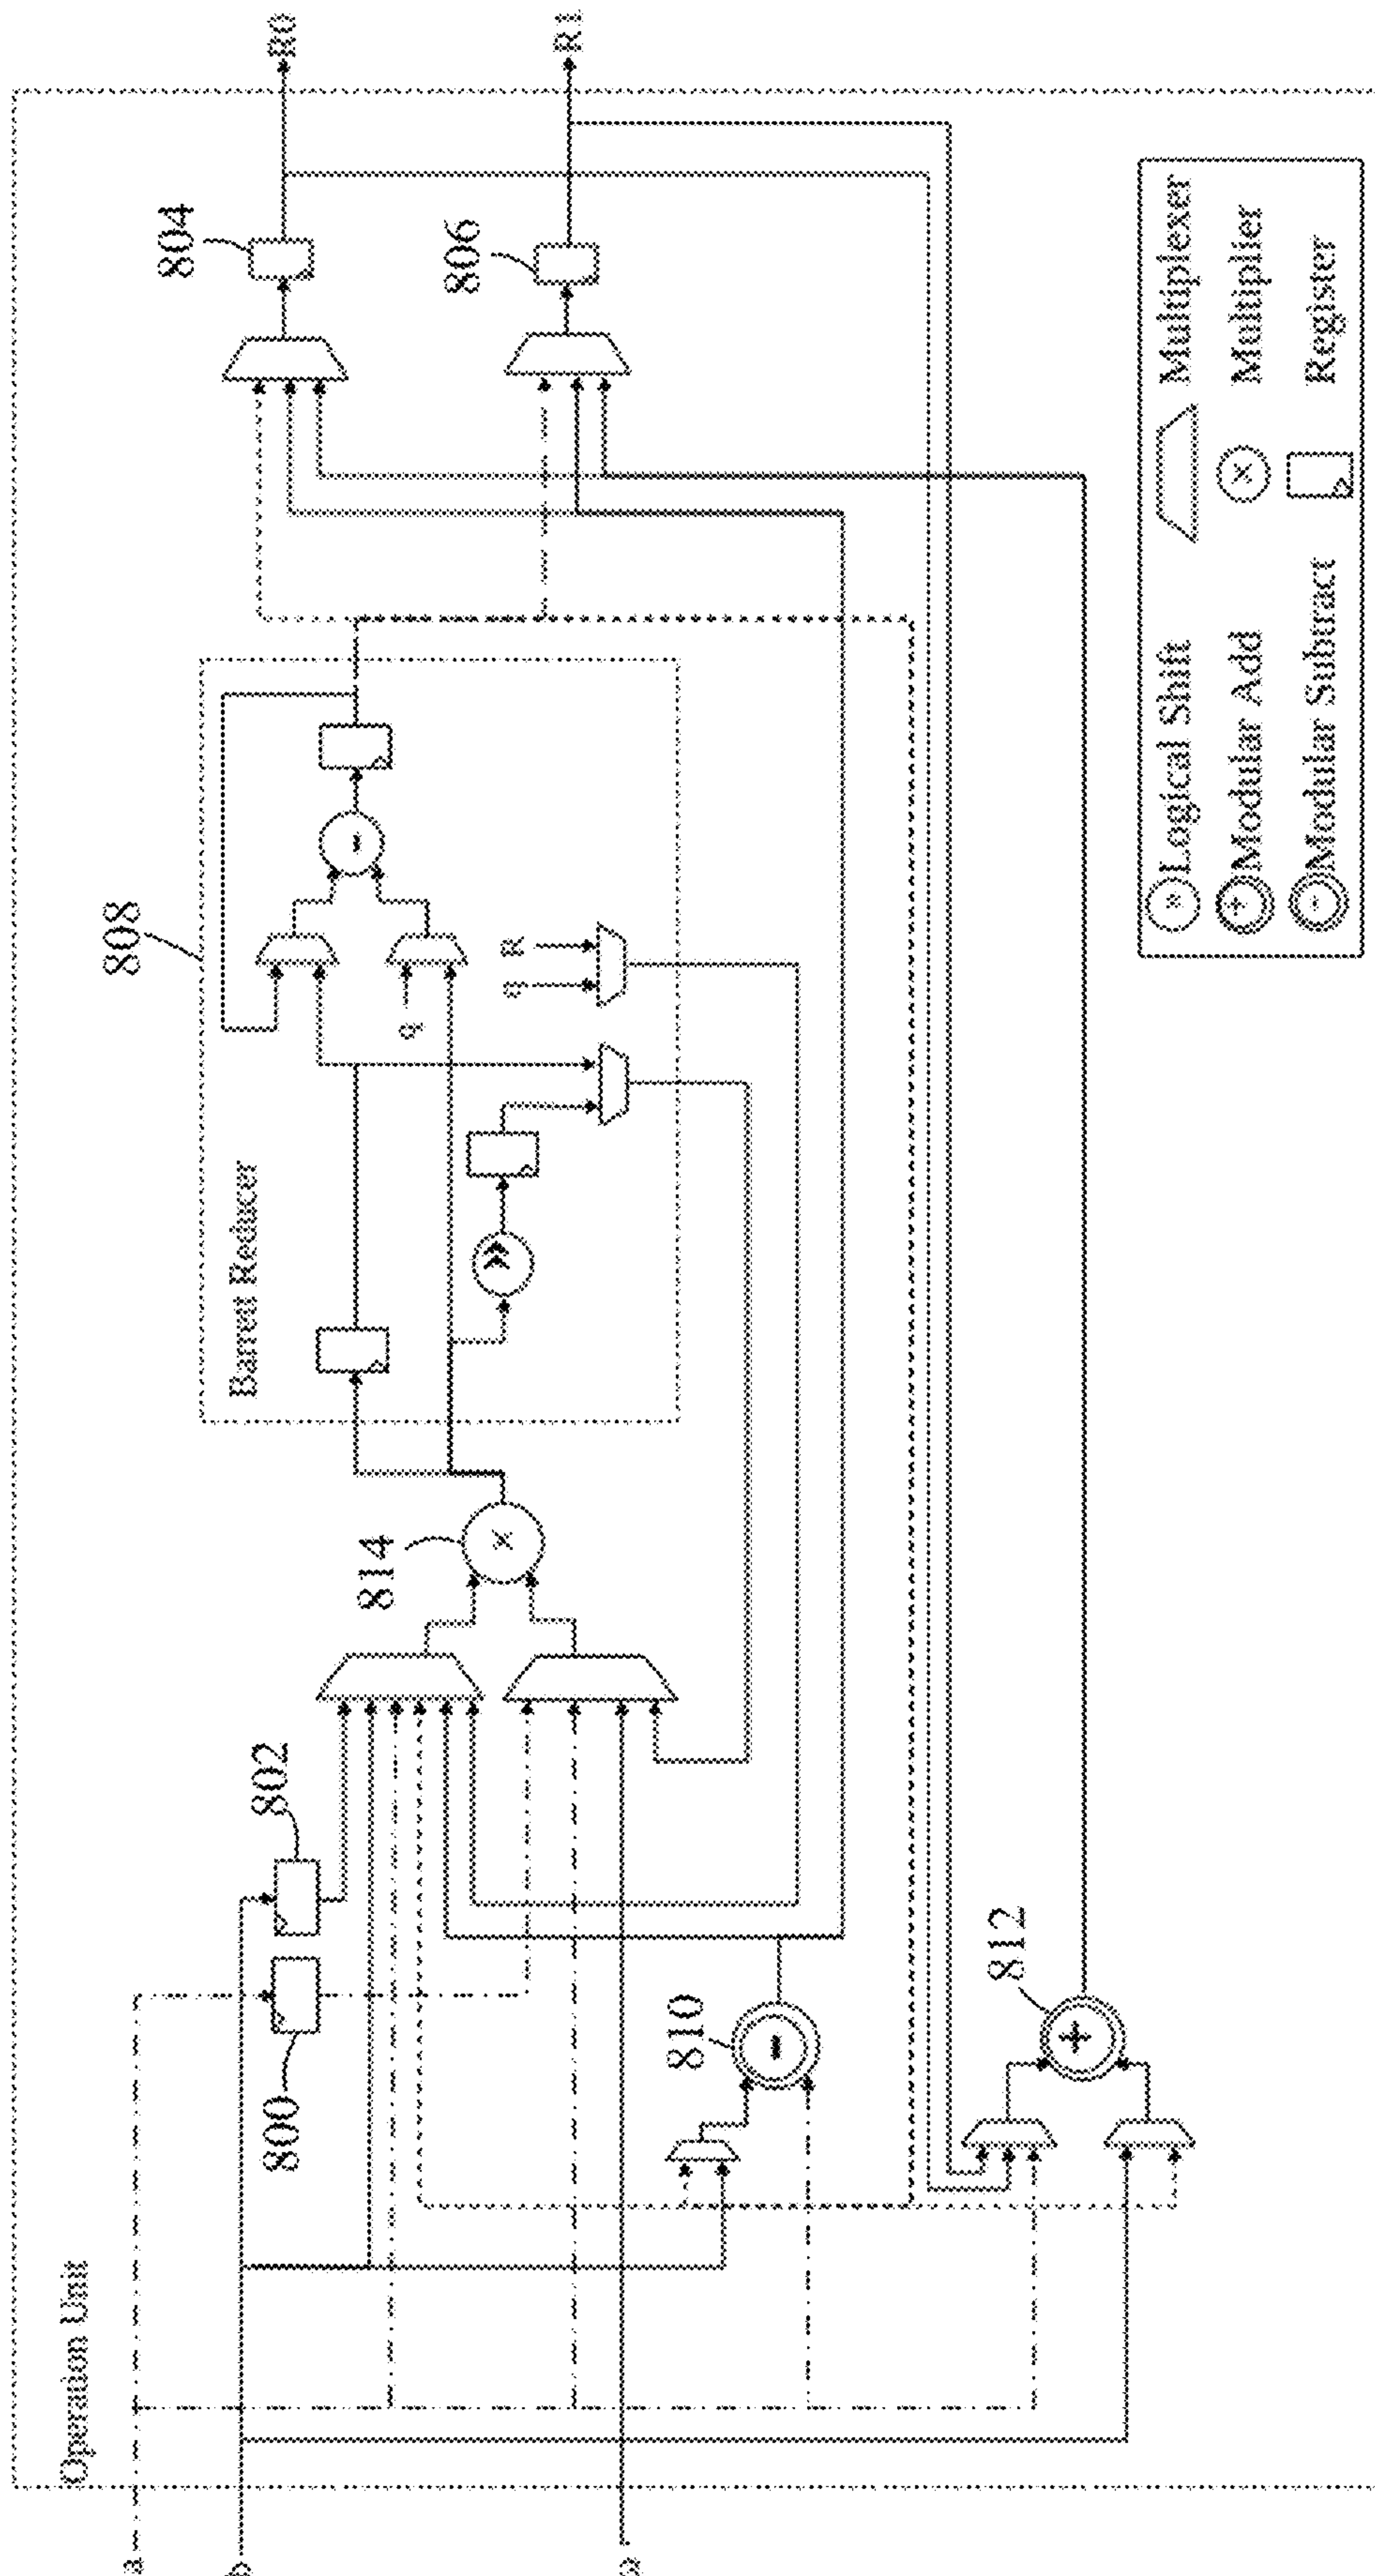 Operation Unit
a
b
800
802
810
812
814
×
-
+
Barret Reducer
808
>>
q
q
R
-
804
806
R0
R1
Logical Shift
Multiplexer
+
Modular Add
×
Multiplier
-
Modular Subtract
Register